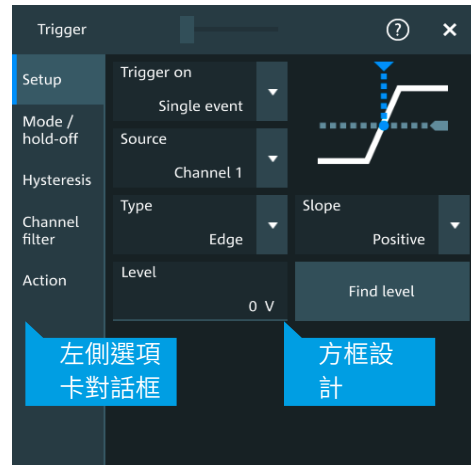 Trigger
?
Setup
Mode /
hold-off
Hysteresis
Channel
filter
Action
Trigger on
Single event
Source
Channel 1
Type
Edge
Slope
Positive
Level
0 V
Find level
左側選項
卡對話框
方框設
計